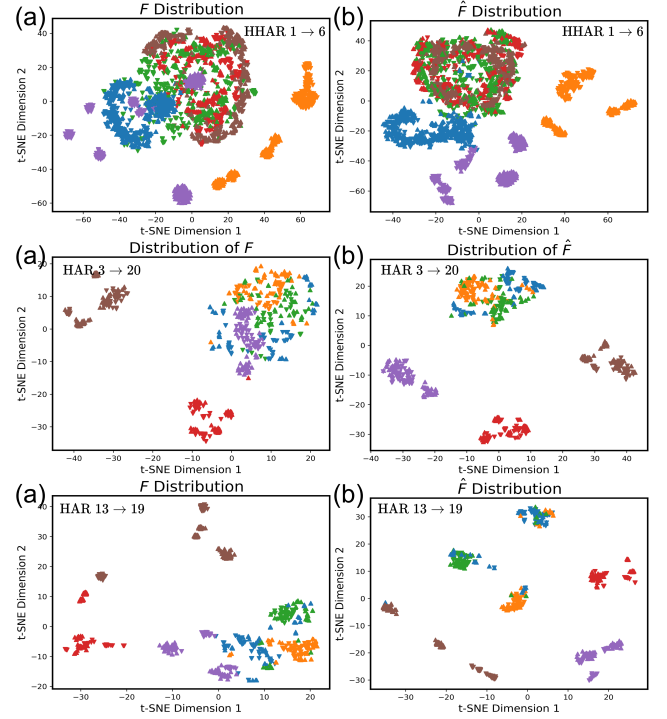 (a)
F Distribution
HHAR 1 → 6
t-SNE Dimension 2
40
20
0
−20
−40
−60
−60
−40
−20
0
20
40
60
t-SNE Dimension 1
(b)
F̂ Distribution
HHAR 1 → 6
t-SNE Dimension 2
40
20
0
−20
−40
−60
−40
−20
0
20
40
60
t-SNE Dimension 1
(a)
Distribution of F
HAR 3 → 20
t-SNE Dimension 2
20
10
0
−10
−20
−30
−40
−30
−20
−10
0
10
20
t-SNE Dimension 1
(b)
Distribution of F̂
HAR 3 → 20
t-SNE Dimension 2
20
10
0
−10
−20
−30
−40
−30
−20
−10
0
10
20
30
40
t-SNE Dimension 1
(a)
F Distribution
HAR 13 → 19
t-SNE Dimension 2
40
30
20
10
0
−10
−20
−30
−20
−10
0
10
20
t-SNE Dimension 1
(b)
F̂ Distribution
HAR 13 → 19
t-SNE Dimension 2
30
20
10
0
−10
−20
−30
−30
−20
−10
0
10
20
30
t-SNE Dimension 1